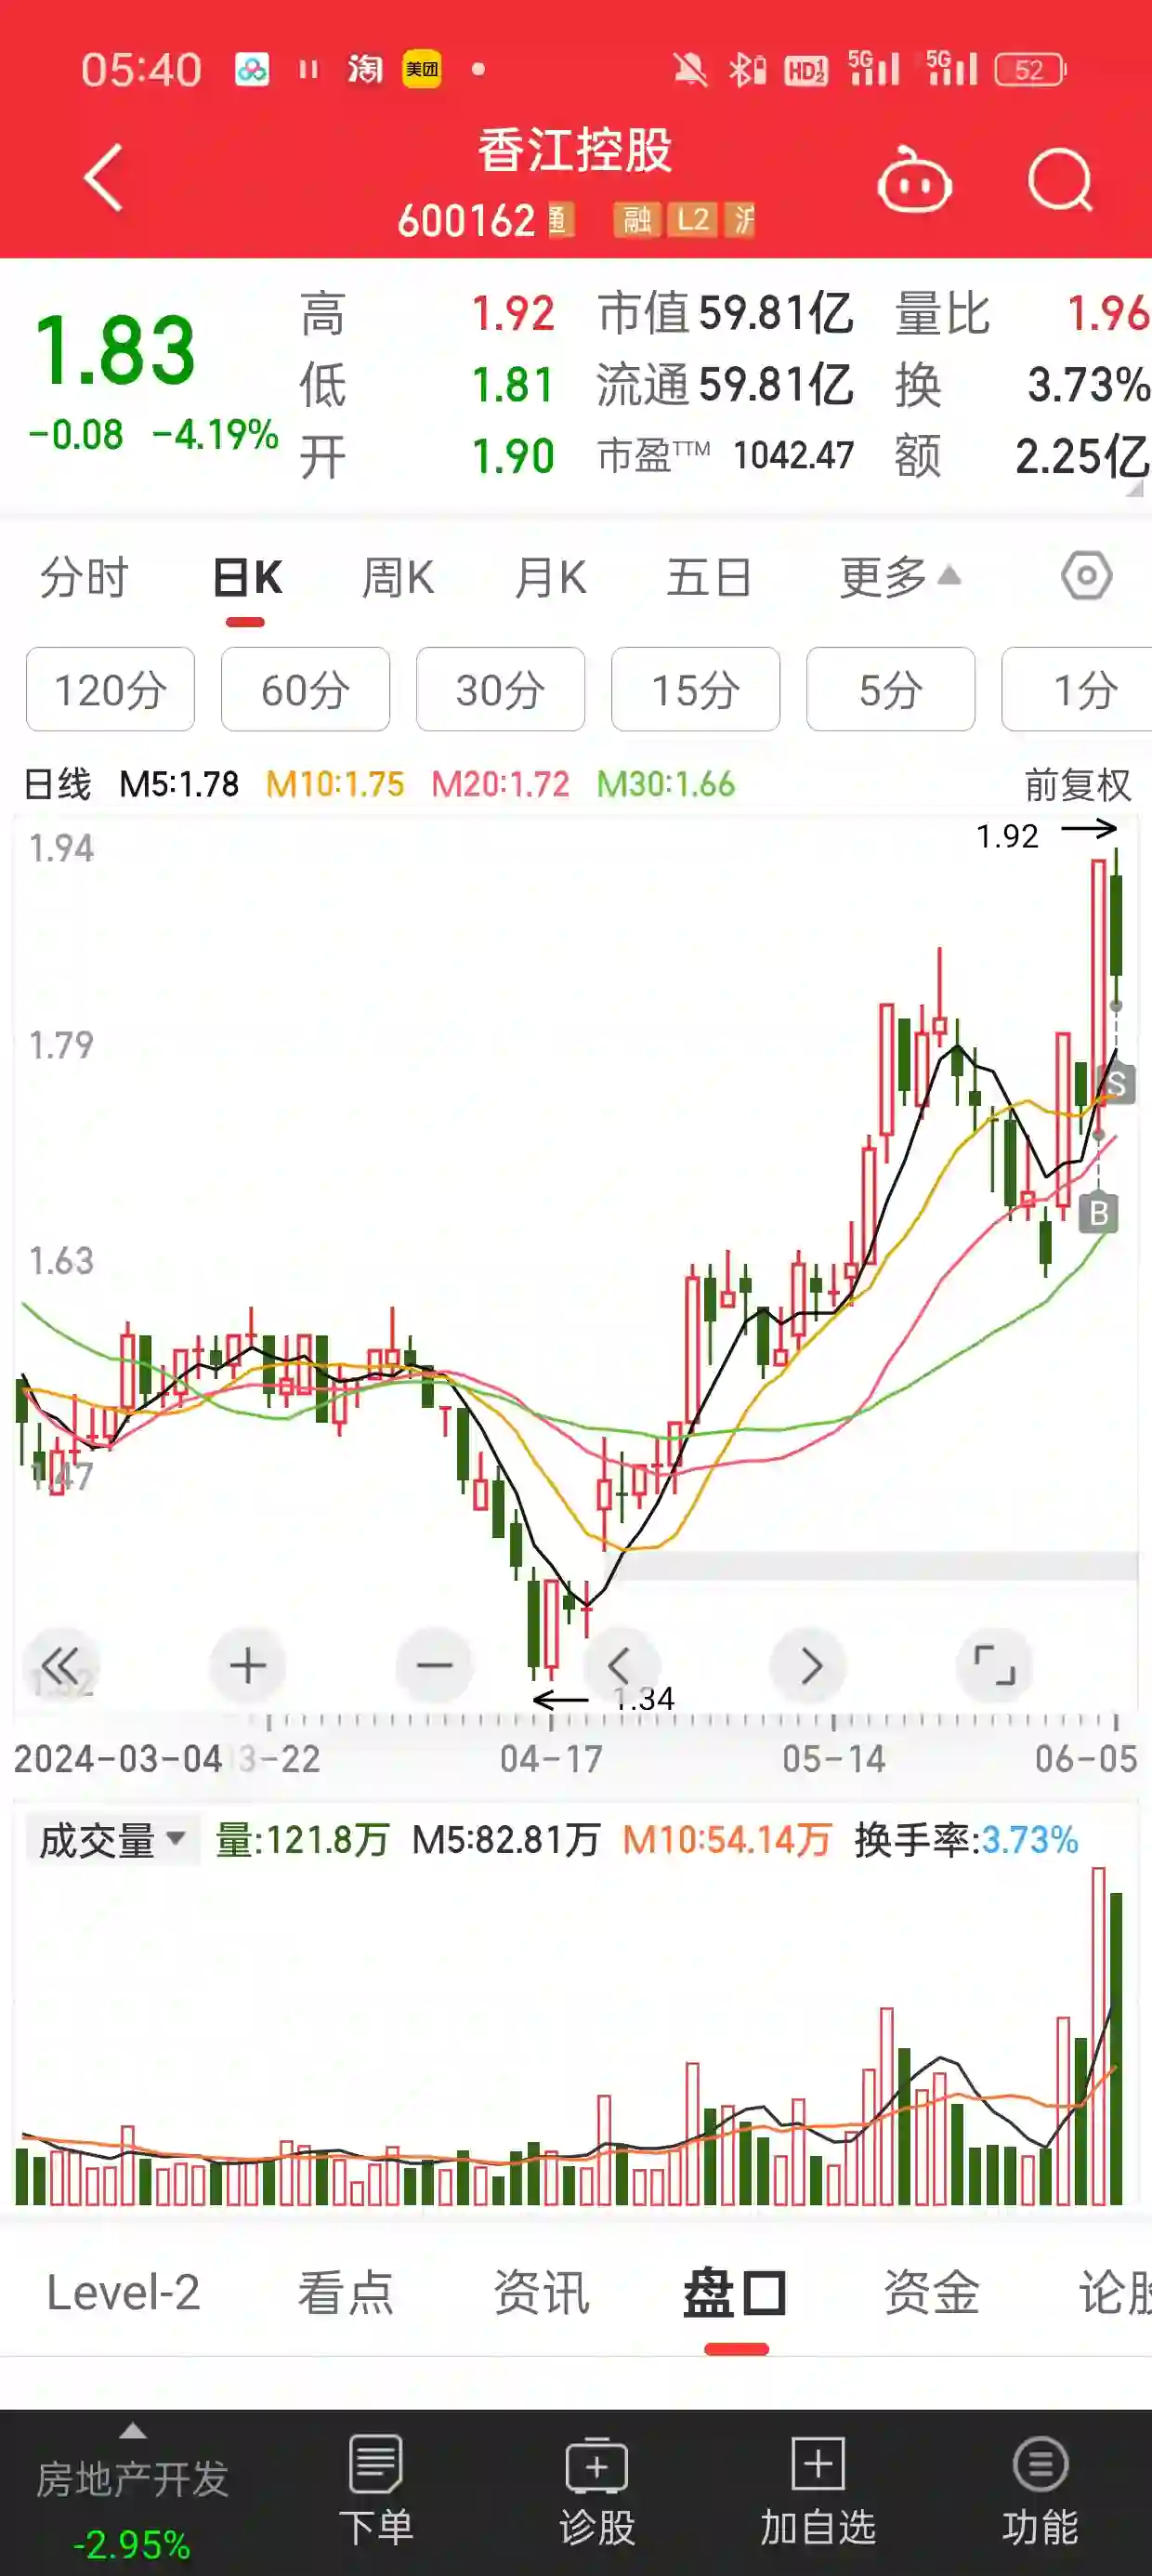 05:40 淘 美团 HD 1 2 5G 5G 52
香江控股
600162 通 融 L2 沪
1.83
-0.08 -4.19%
高 1.92 市值 59.81亿 量比 1.96
低 1.81 流通 59.81亿 换 3.73%
开 1.90 市盈TTM 1042.47 额 2.25亿
分时 日K 周K 月K 五日 更多
120分 60分 30分 15分 5分 1分
日线 M5:1.78 M10:1.75 M20:1.72 M30:1.66 前复权
1.92
1.94
1.79
S
B
1.63
1.47
1.32
1.34
2024-03-04 3-22 04-17 05-14 06-05
成交量 量:121.8万 M5:82.81万 M10:54.14万 换手率:3.73%
Level-2 看点 资讯 盘口 资金 论股
房地产开发
-2.95%
下单 诊股 加自选 功能